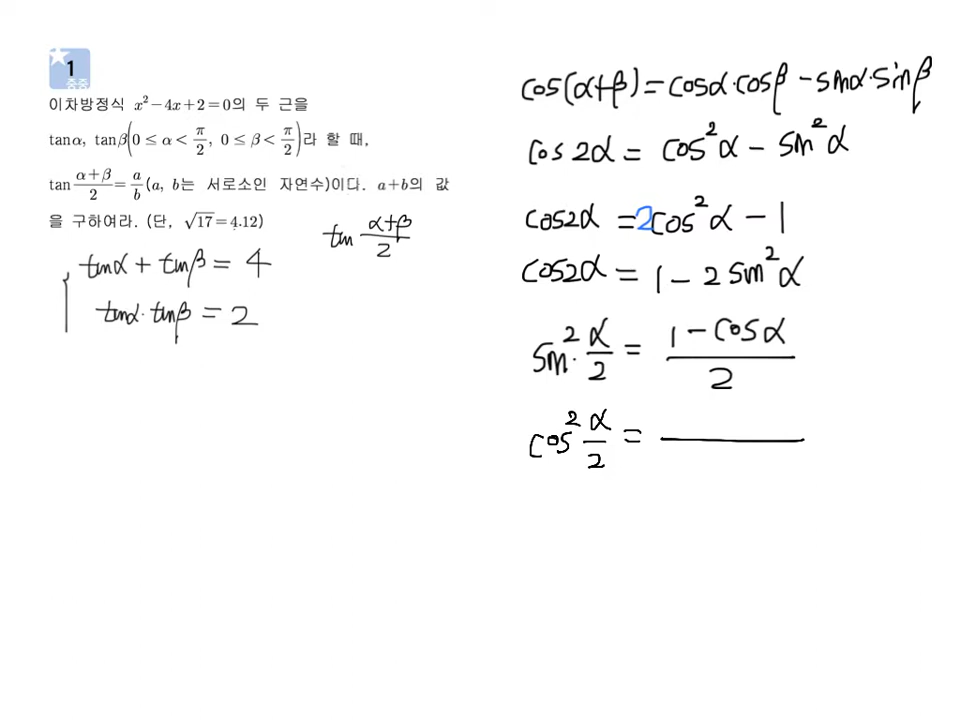 1
중중
이차방정식 x²-4x+2=0의 두 근을
tanα, tanβ(0≤α<π/2, 0≤β<π/2)라 할 때,
tan (α+β)/2 = a/b (a, b는 서로소인 자연수)이다. a+b의 값
을 구하여라. (단, √17=4.12)
tan (α+β)/2
tanα + tanβ = 4
tanα·tanβ = 2
cos(α+β)=cosα·cosβ-sinα·sinβ
cos2α = cos²α - sin²α
cos2α = 2cos²α - 1
cos2α = 1 - 2sin²α
sin² α/2 = (1-cosα)/2
cos² α/2 = ―